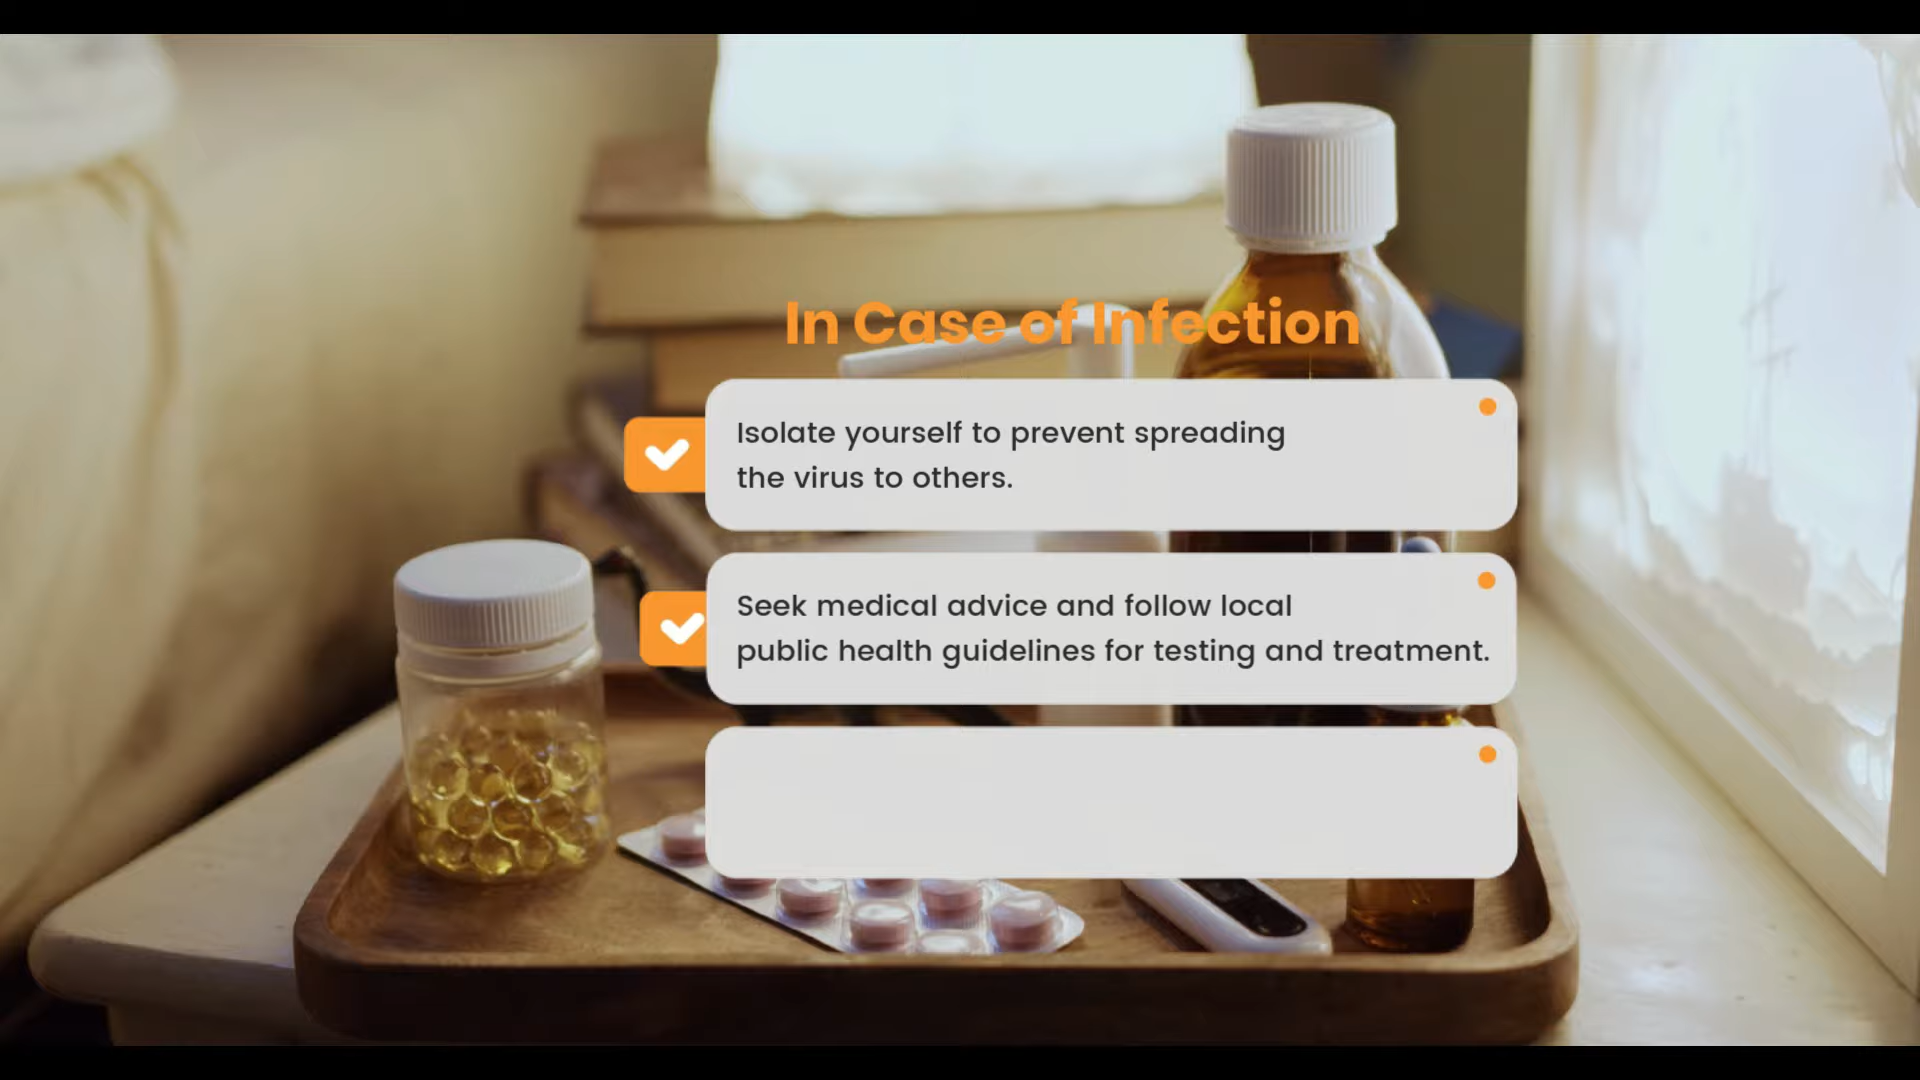 In Case of Infection
Isolate yourself to prevent spreading
the virus to others.
Seek medical advice and follow local
public health guidelines for testing and treatment.